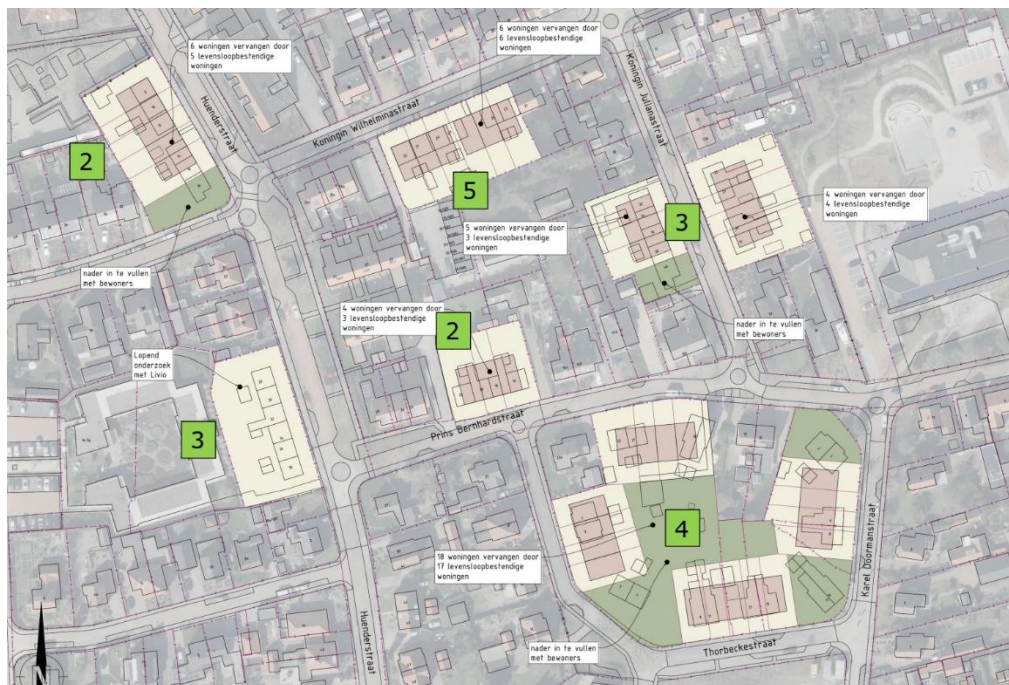 6 woningen vervangen door
5 levensloopbestendige
woningen
6 woningen vervangen door
6 levensloopbestendige
woningen
Huenderstraat
Koningin Wilhelminastraat
Koningin Julianastraat
2
5
3
4 woningen vervangen door
4 levensloopbestendige
woningen
5 woningen vervangen door
3 levensloopbestendige
woningen
nader in te vullen
met bewoners
4 woningen vervangen door
3 levensloopbestendige
woningen
2
nader in te vullen
met bewoners
Lopend
onderzoek
met Livio
3
Prins Bernhardstraat
4
18 woningen vervangen door
17 levensloopbestendige
woningen
Karel Doormanstraat
Huenderstraat
nader in te vullen
met bewoners
Thorbeckestraat
N